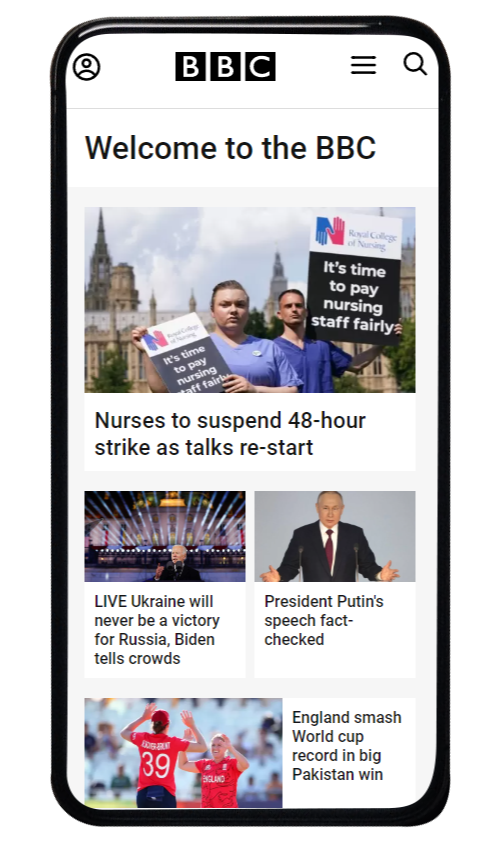 BBC
Welcome to the BBC
Royal College
of Nursing
It's time
to pay
nursing
staff fairly
Royal College
of Nursing
It's time
to pay
nursing
staff fairly
Nurses to suspend 48-hour
strike as talks re-start
LIVE Ukraine will
never be a victory
for Russia, Biden
tells crowds
President Putin's
speech fact-
checked
39
ENGLAND
England smash
World cup
record in big
Pakistan win